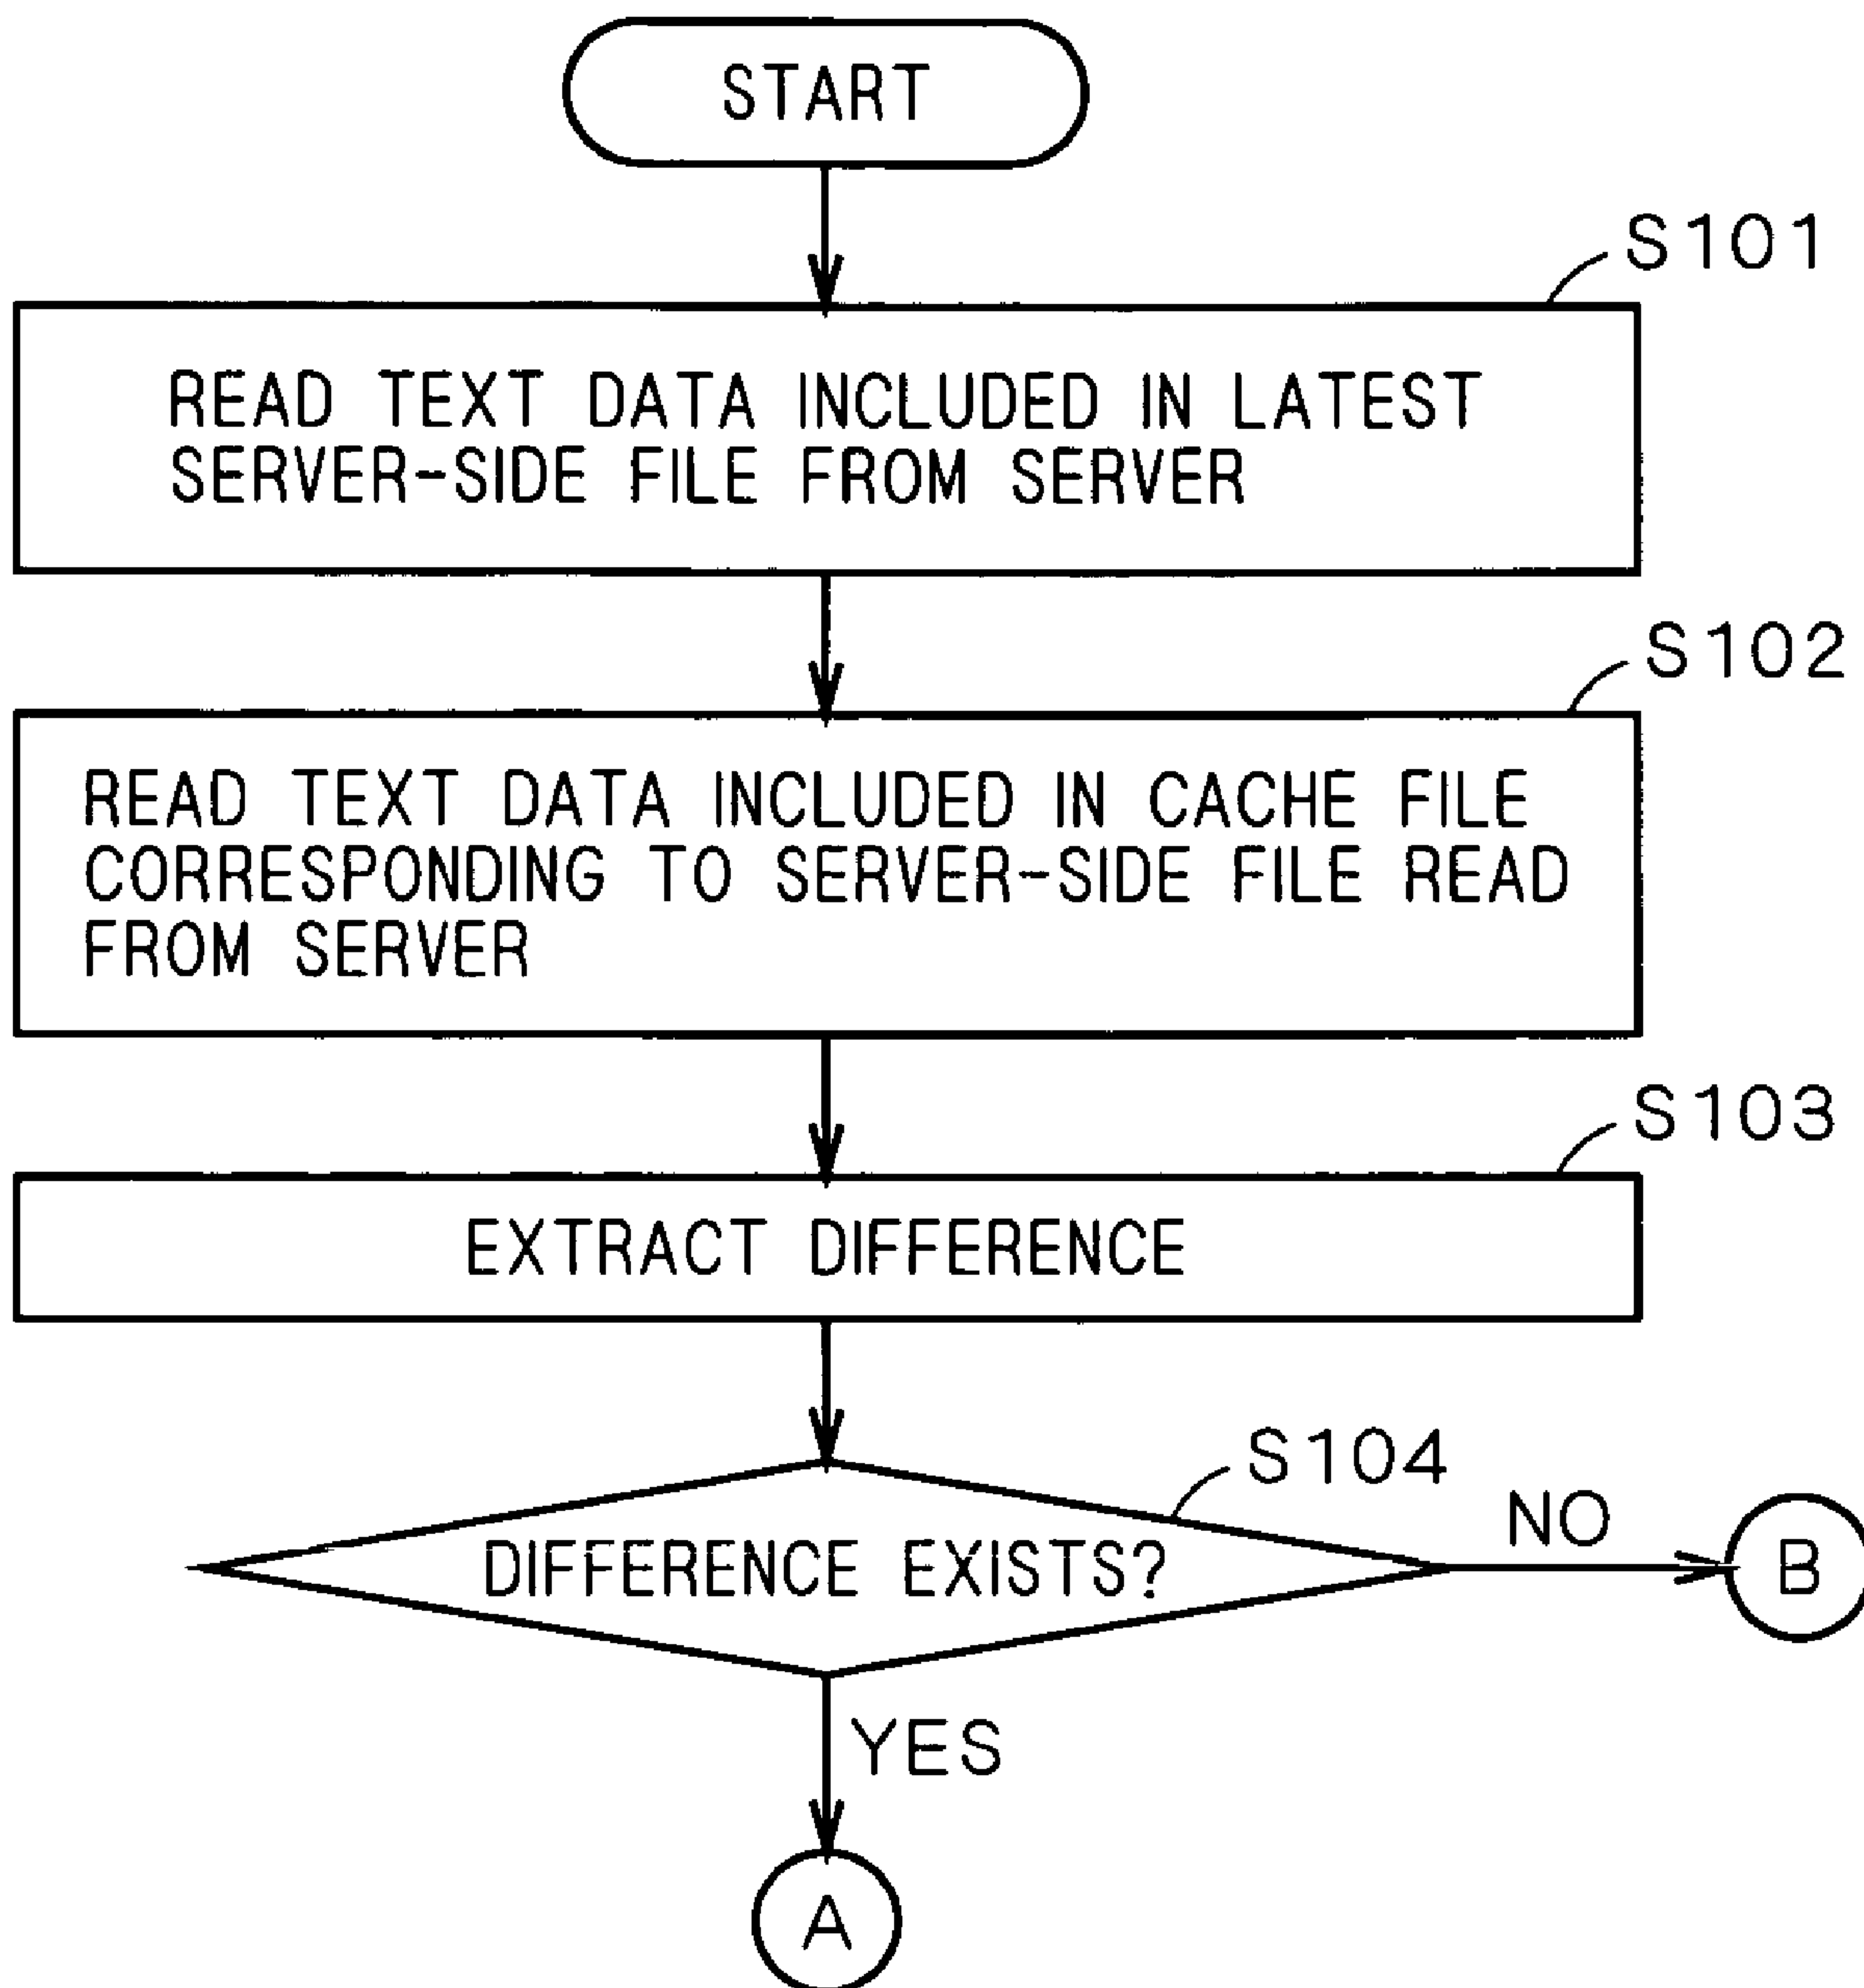 START
S101
READ TEXT DATA INCLUDED IN LATEST
SERVER-SIDE FILE FROM SERVER
S102
READ TEXT DATA INCLUDED IN CACHE FILE
CORRESPONDING TO SERVER-SIDE FILE READ
FROM SERVER
S103
EXTRACT DIFFERENCE
S104
DIFFERENCE EXISTS?
NO
B
YES
A